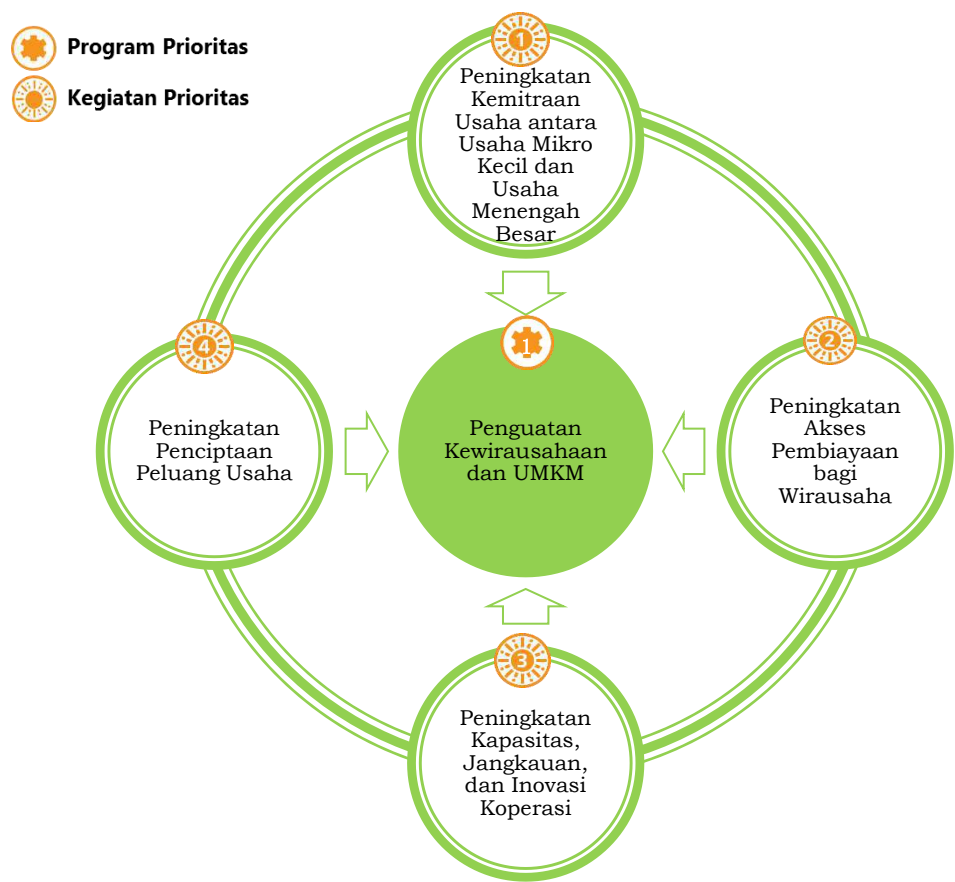 Program Prioritas
Kegiatan Prioritas
1
Peningkatan
Kemitraan
Usaha antara
Usaha Mikro
Kecil dan
Usaha
Menengah
Besar
4
Peningkatan
Penciptaan
Peluang Usaha
1
Penguatan
Kewirausahaan
dan UMKM
2
Peningkatan
Akses
Pembiayaan
bagi
Wirausaha
3
Peningkatan
Kapasitas,
Jangkauan,
dan Inovasi
Koperasi